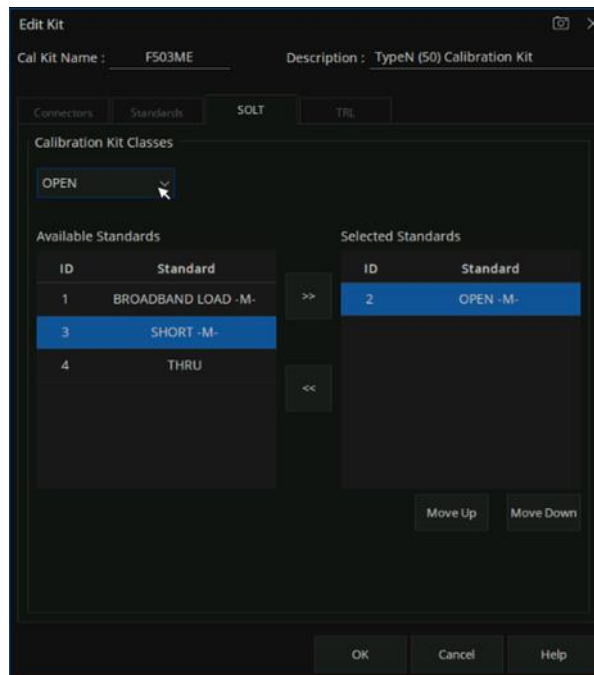 Edit Kit
Cal Kit Name : F503ME Description : TypeN (50) Calibration Kit
Connectors Standards SOLT TRL
Calibration Kit Classes
OPEN
Available Standards Selected Standards
ID Standard ID Standard
1 BROADBAND LOAD -M- >> 2 OPEN -M-
3 SHORT -M-
4 THRU
<<
Move Up Move Down
OK Cancel Help